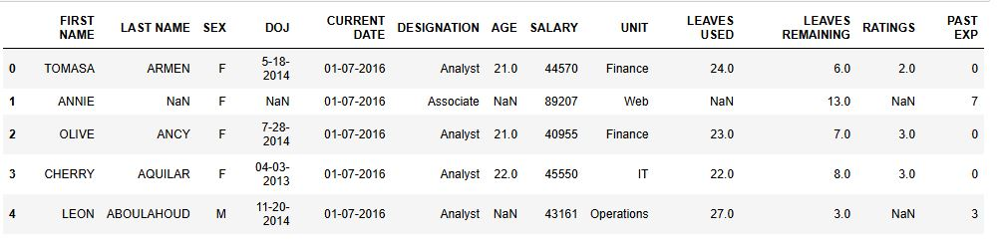 FIRST NAME LAST NAME SEX DOJ CURRENT DATE DESIGNATION AGE SALARY UNIT LEAVES USED LEAVES REMAINING RATINGS PAST EXP
0 TOMASA ARMEN F 5-18-2014 01-07-2016 Analyst 21.0 44570 Finance 24.0 6.0 2.0 0
1 ANNIE NaN F NaN 01-07-2016 Associate NaN 89207 Web NaN 13.0 NaN 7
2 OLIVE ANCY F 7-28-2014 01-07-2016 Analyst 21.0 40955 Finance 23.0 7.0 3.0 0
3 CHERRY AQUILAR F 04-03-2013 01-07-2016 Analyst 22.0 45550 IT 22.0 8.0 3.0 0
4 LEON ABOULAHOUD M 11-20-2014 01-07-2016 Analyst NaN 43161 Operations 27.0 3.0 NaN 3